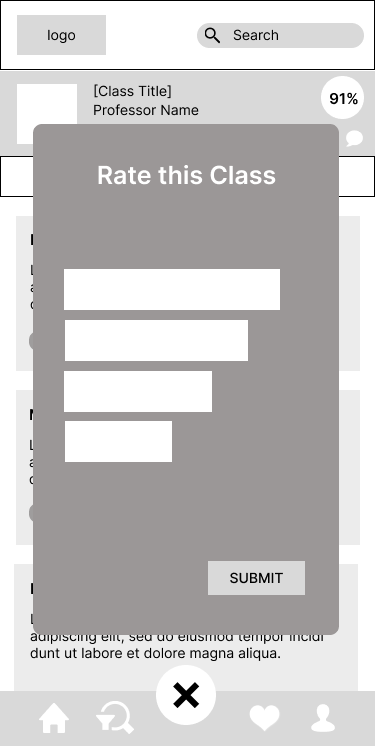 logo
Search
[Class Title]
Professor Name
91%
Rate this Class
SUBMIT
adipiscing elit, sed do eiusmod tempor incidi
dunt ut labore et dolore magna aliqua.